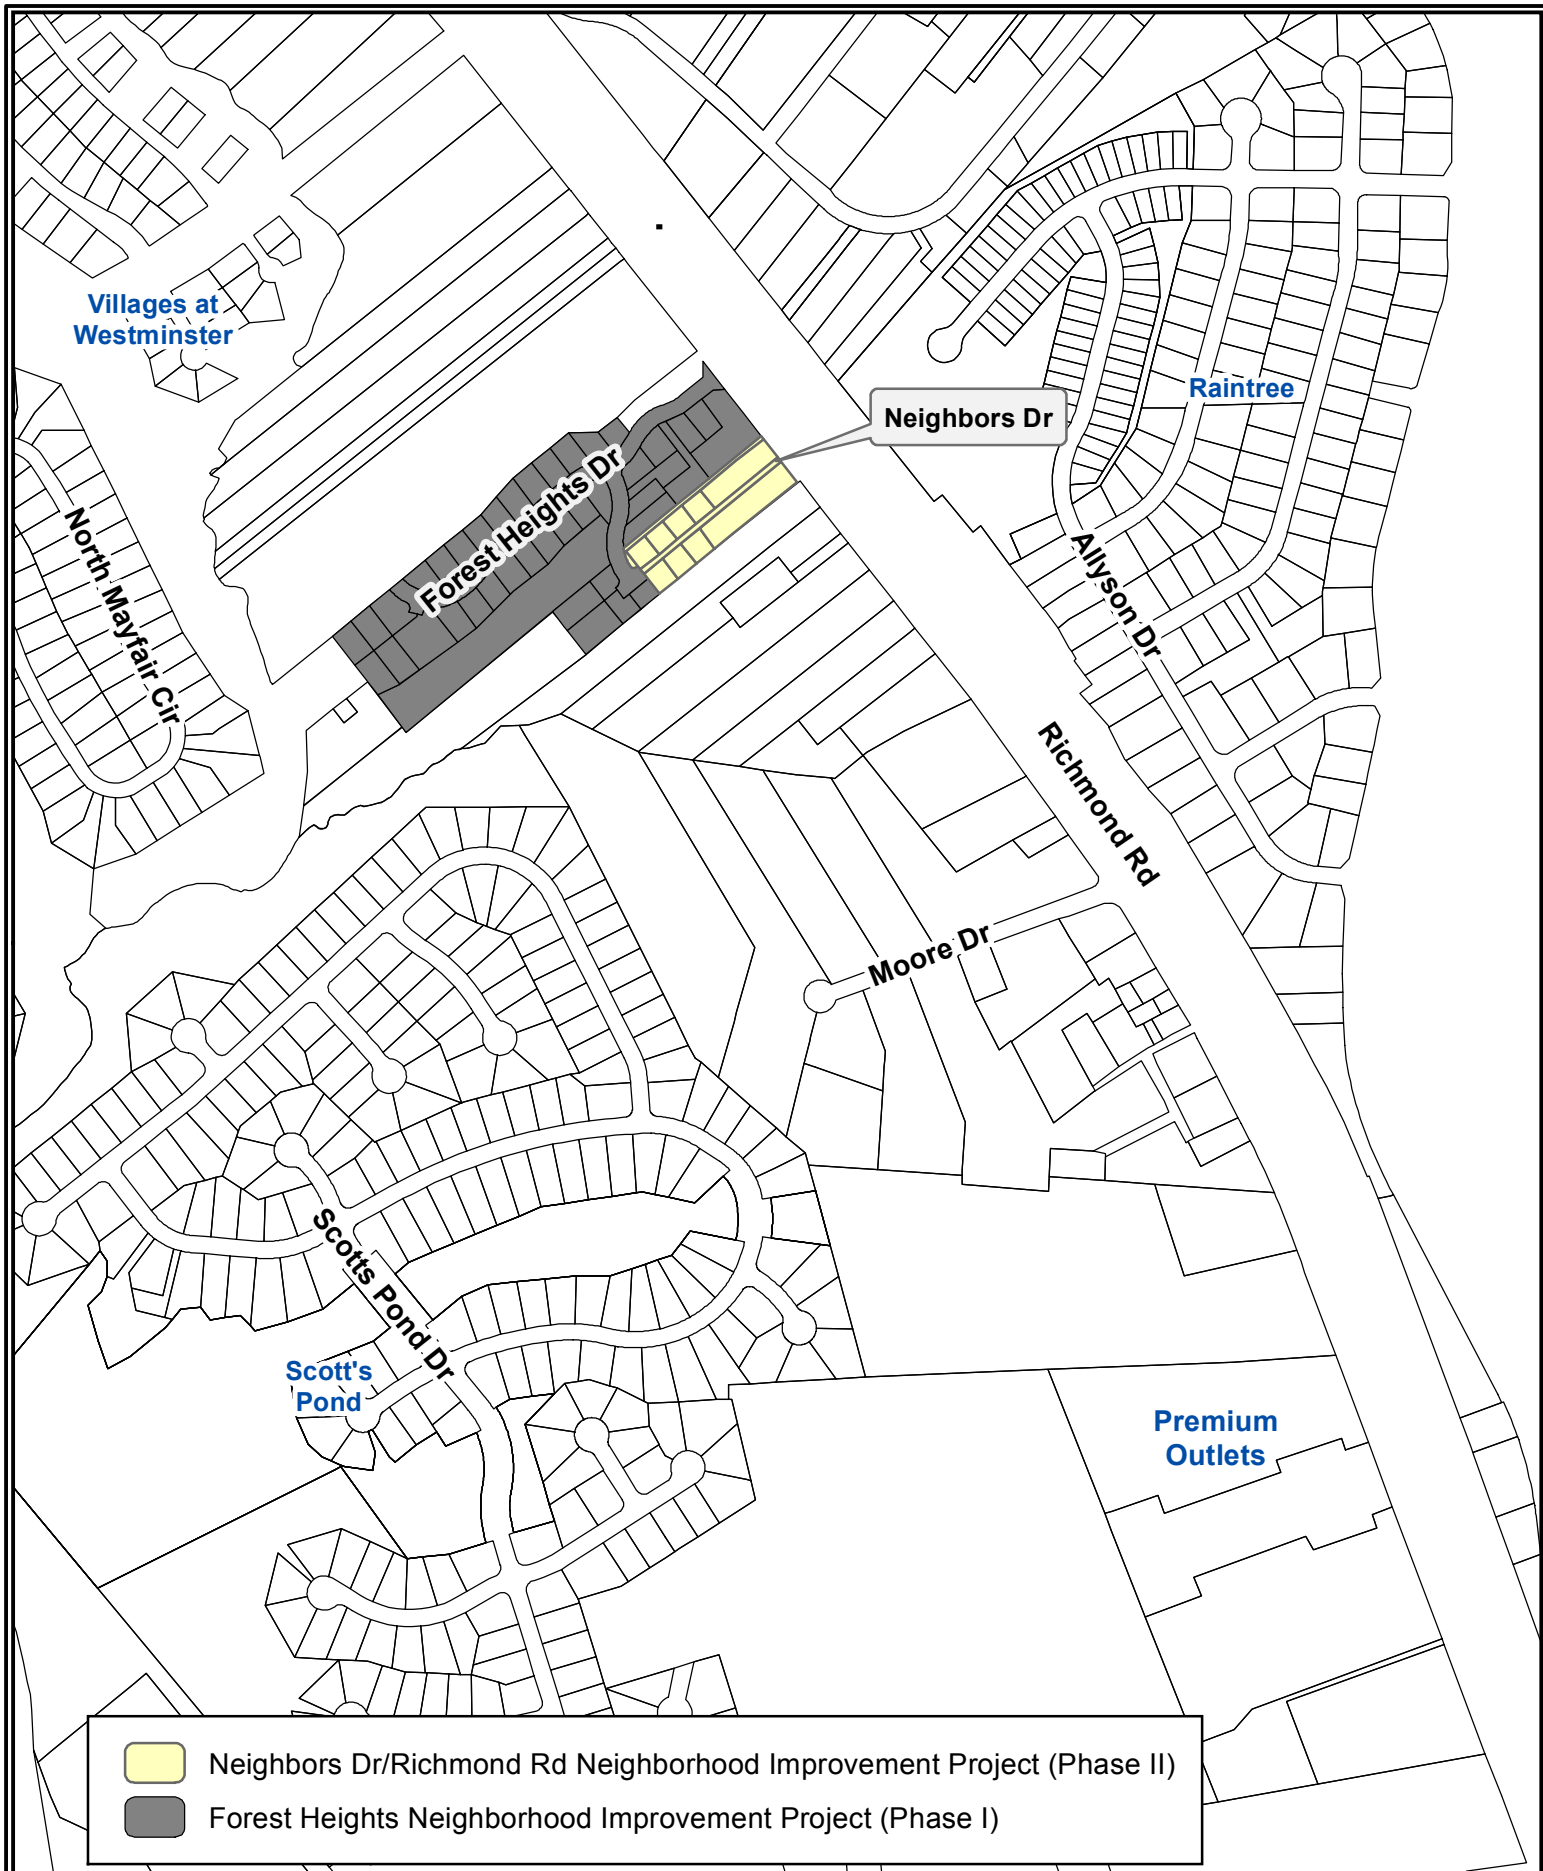 Villages at
Westminster
Raintree
Neighbors Dr
Forest Heights Dr
North Mayfair Cir
Allyson Dr
Richmond Rd
Moore Dr
Scotts Pond Dr
Scott's
Pond
Premium
Outlets
Neighbors Dr/Richmond Rd Neighborhood Improvement Project (Phase II)
Forest Heights Neighborhood Improvement Project (Phase I)